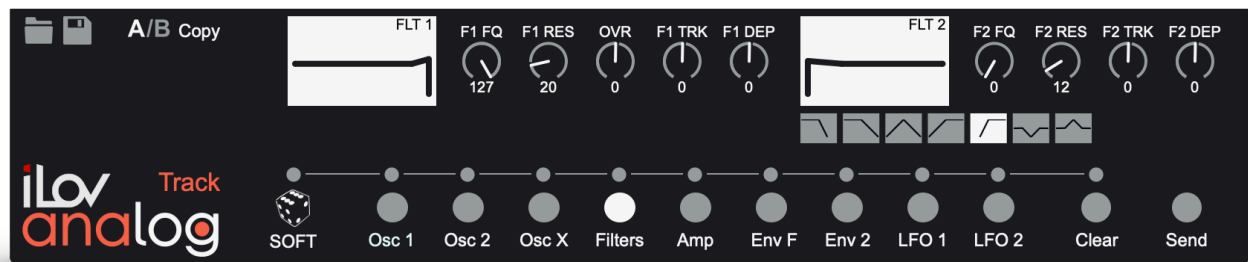 A/B Copy
FLT 1
F1 FQ F1 RES OVR F1 TRK F1 DEP
127 20 0 0 0
FLT 2
F2 FQ F2 RES F2 TRK F2 DEP
0 12 0 0
iLov
analog
Track
SOFT Osc 1 Osc 2 Osc X Filters Amp Env F Env 2 LFO 1 LFO 2 Clear Send